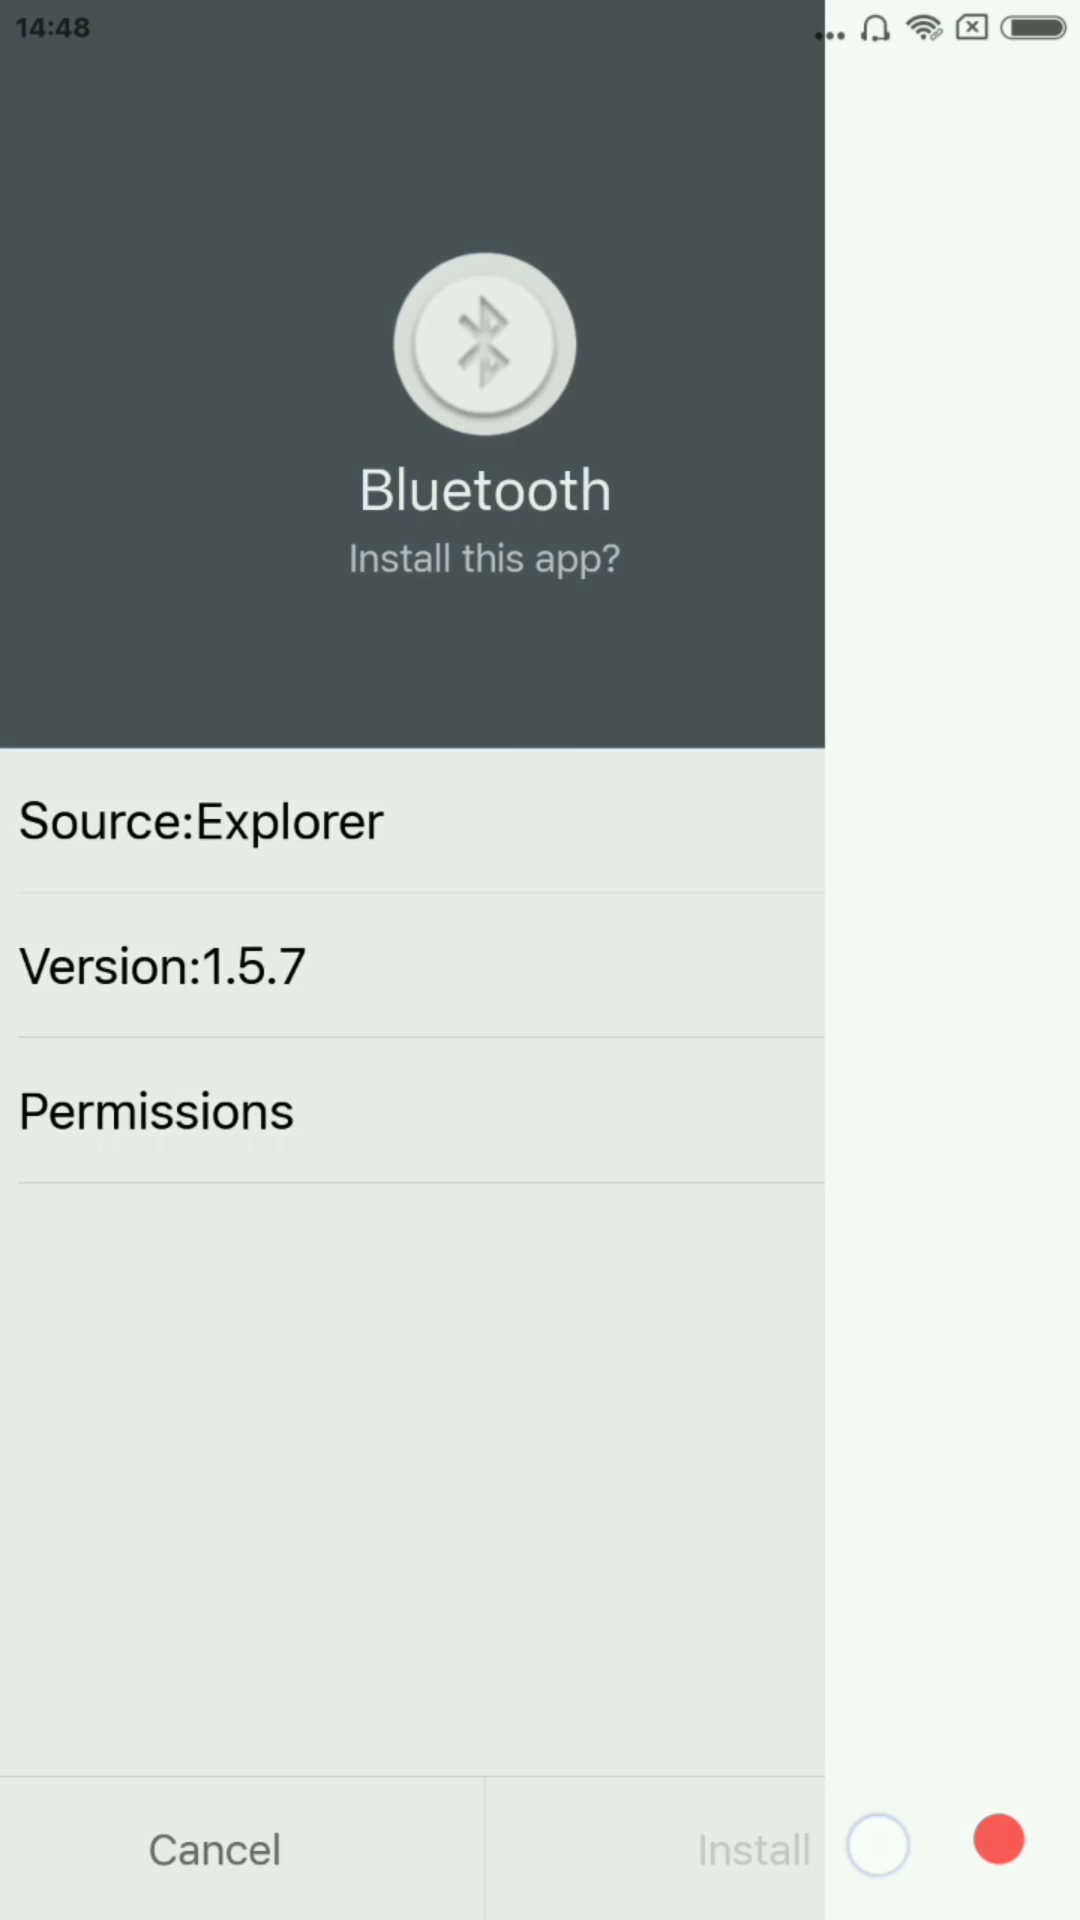 14:48
Bluetooth
Install this app?
Source:Explorer
Version:1.5.7
Permissions
Cancel
Install